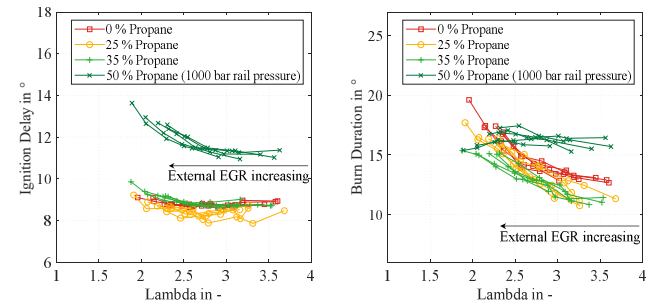 18
16
14
12
10
8
6
Ignition Delay in °
0 % Propane
25 % Propane
35 % Propane
50 % Propane (1000 bar rail pressure)
External EGR increasing
1 1.5 2 2.5 3 3.5 4
Lambda in -
25
20
15
10
Burn Duration in °
0 % Propane
25 % Propane
35 % Propane
50 % Propane (1000 bar rail pressure)
External EGR increasing
1 1.5 2 2.5 3 3.5 4
Lambda in -